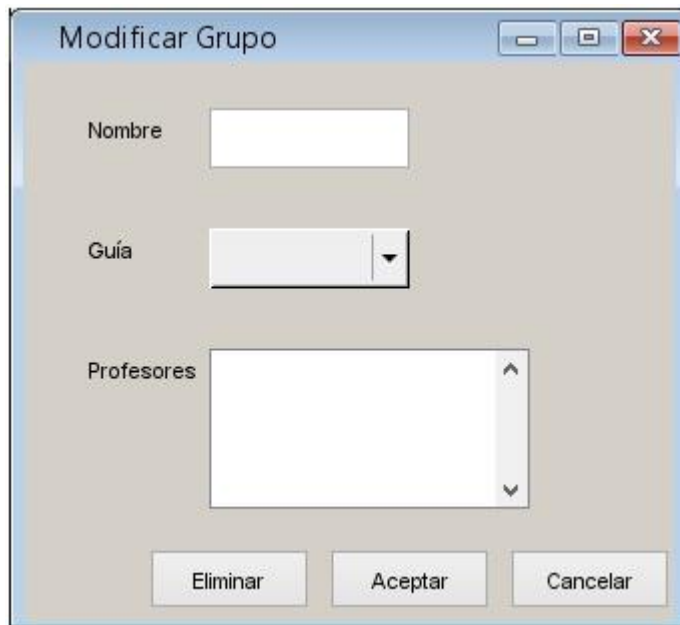 Modificar Grupo
Nombre
Guía
Profesores
Eliminar Aceptar Cancelar